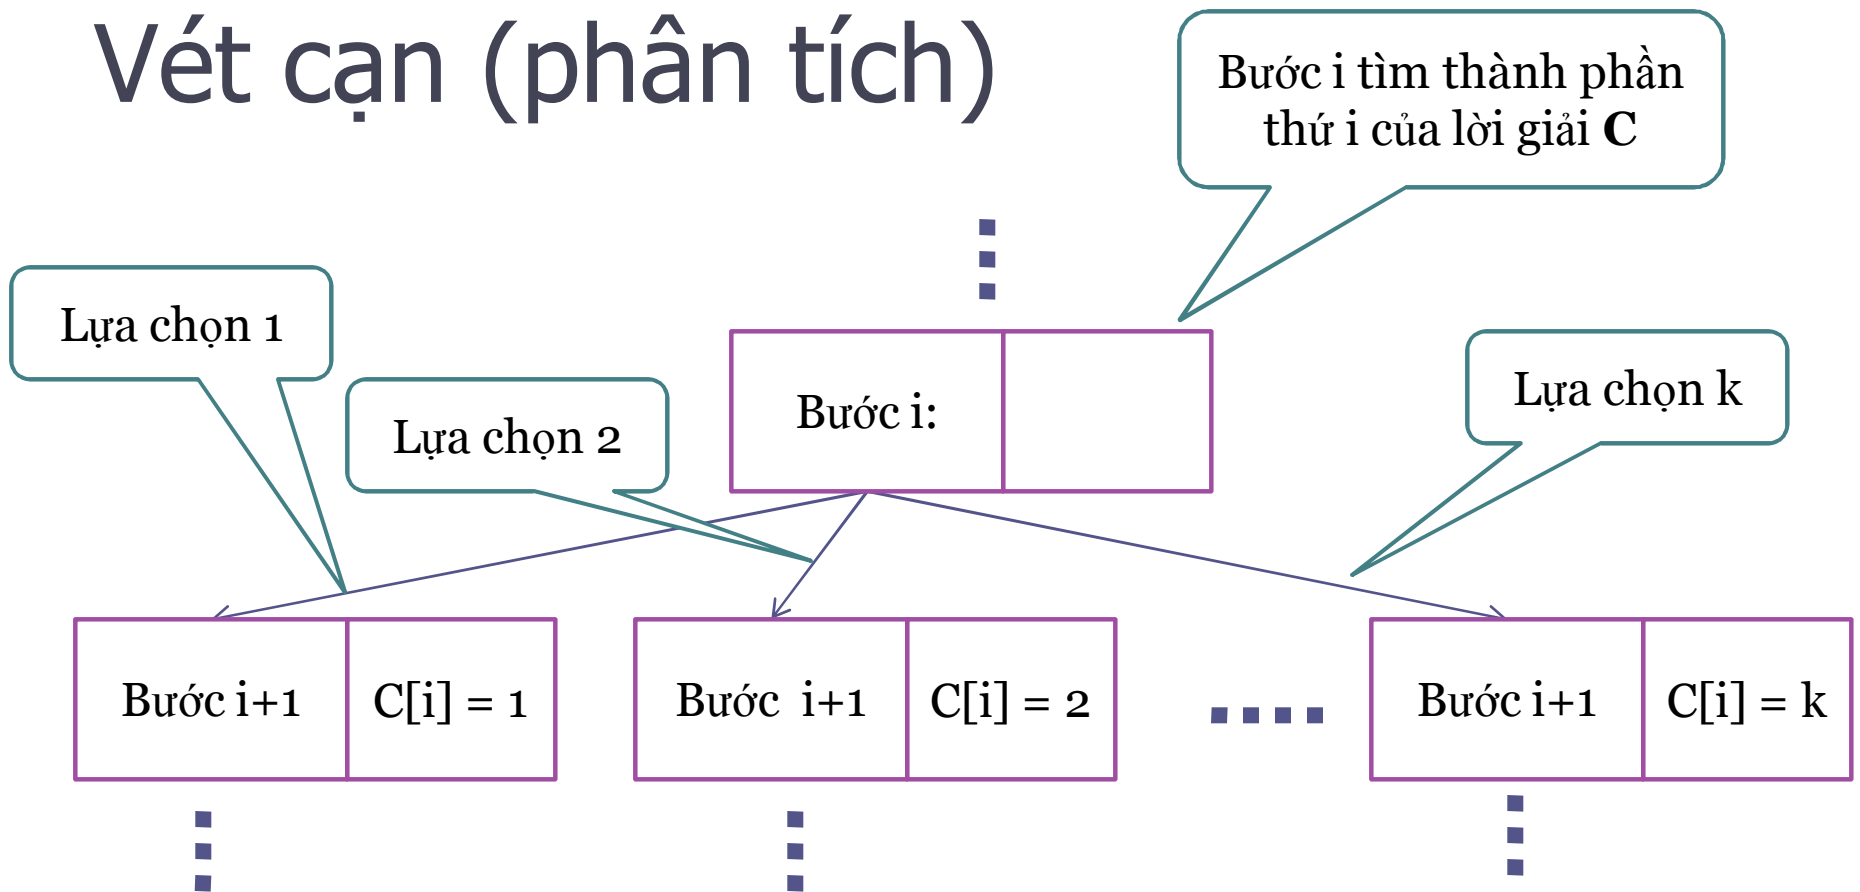 Vét cạn (phân tích)
Bước i tìm thành phần
thứ i của lời giải C
Lựa chọn 1
Lựa chọn 2
Bước i:
Lựa chọn k
Bước i+1
C[i] = 1
Bước i+1
C[i] = 2
Bước i+1
C[i] = k